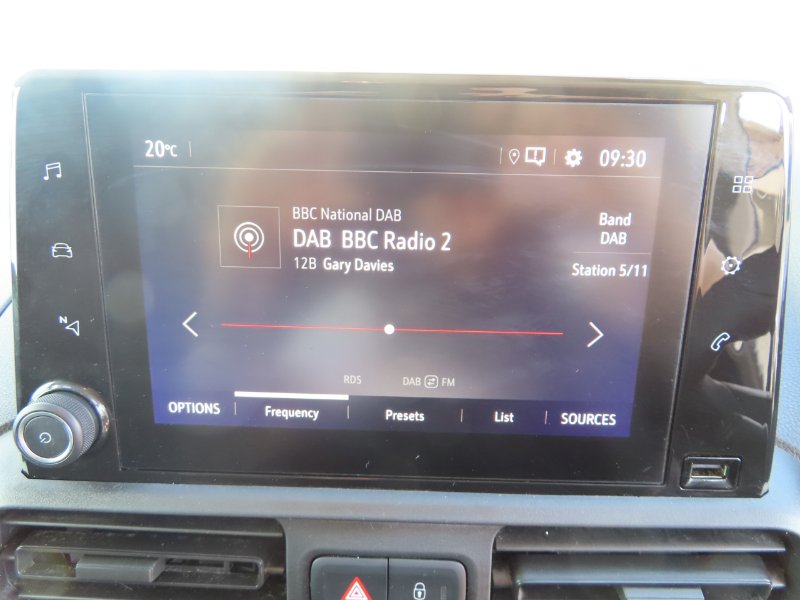 20°C
09:30
BBC National DAB
DAB BBC Radio 2
12B Gary Davies
Band
DAB
Station 5/11
N
RDS DAB FM
OPTIONS Frequency Presets List SOURCES